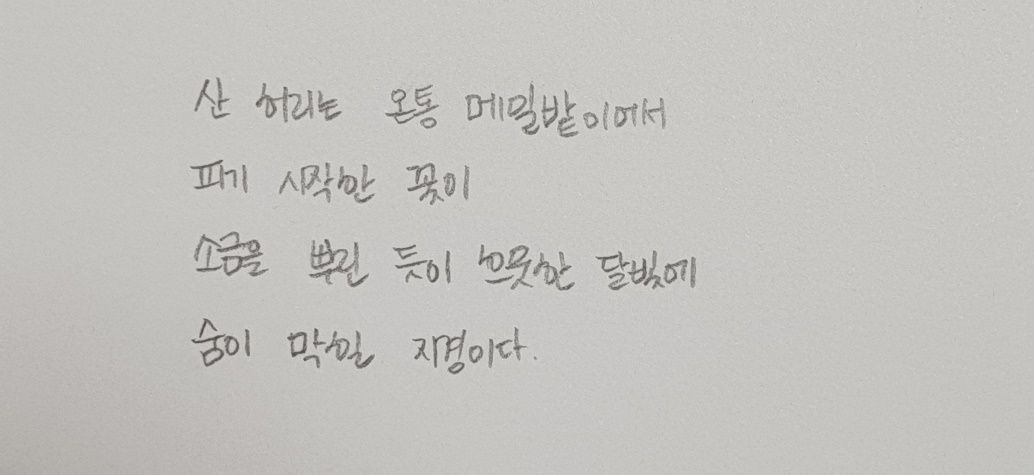 산 허리는 온통 메밀밭이어서
피기 시작한 꽃이
소금을 뿌린 듯이 흐뭇한 달빛에
숨이 막힐 지경이다.